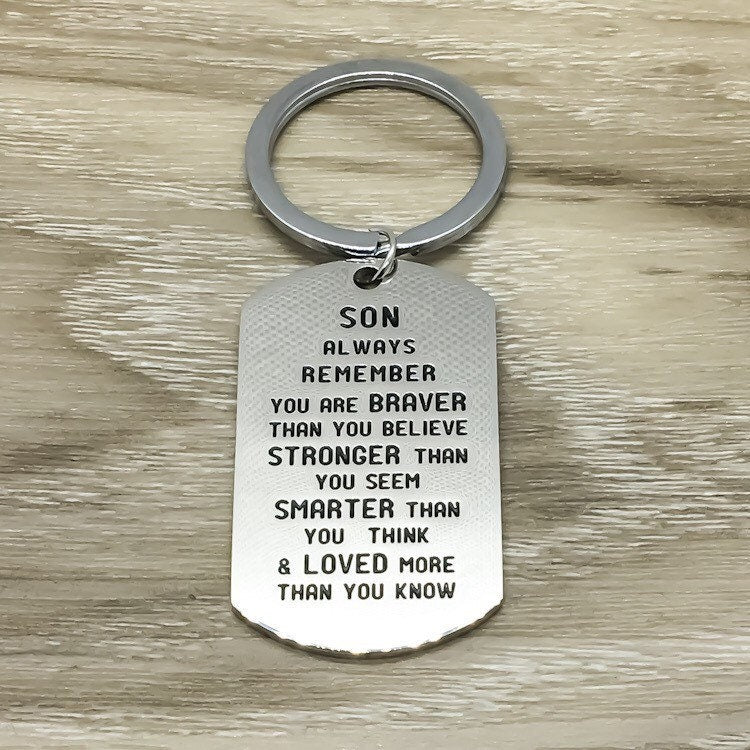 SON
ALWAYS
REMEMBER
YOU ARE BRAVER
THAN YOU BELIEVE
STRONGER THAN
YOU SEEM
SMARTER THAN
YOU THINK
& LOVED MORE
THAN YOU KNOW